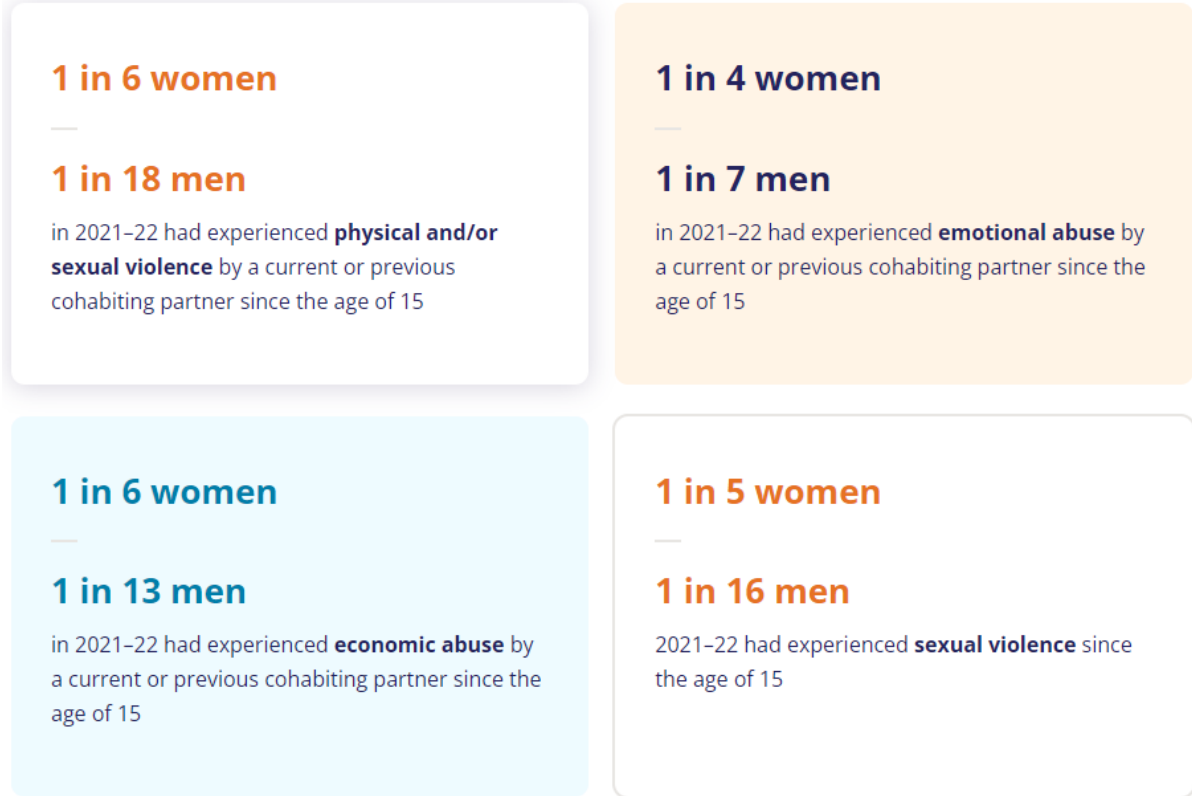 1 in 6 women
1 in 18 men
in 2021–22 had experienced physical and/or
sexual violence by a current or previous
cohabiting partner since the age of 15
1 in 4 women
1 in 7 men
in 2021–22 had experienced emotional abuse by
a current or previous cohabiting partner since the
age of 15
1 in 6 women
1 in 13 men
in 2021–22 had experienced economic abuse by
a current or previous cohabiting partner since the
age of 15
1 in 5 women
1 in 16 men
2021–22 had experienced sexual violence since
the age of 15